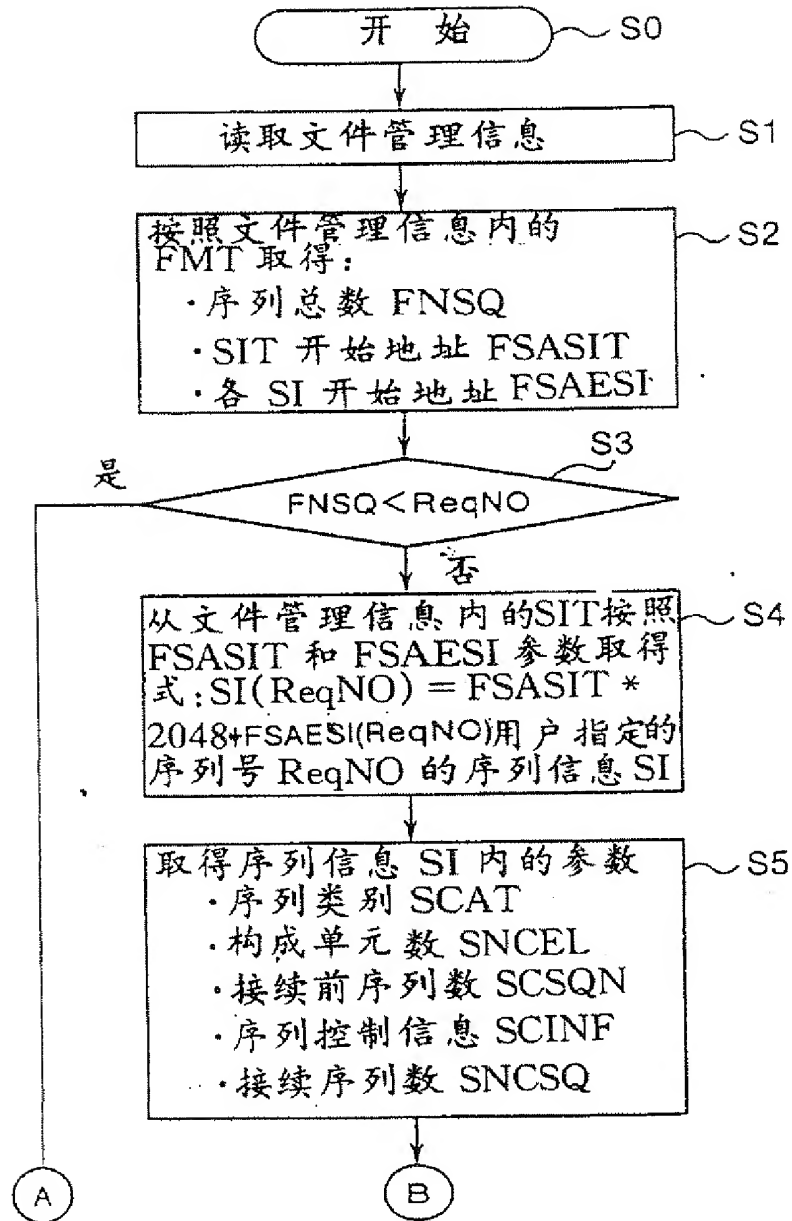 开 始
S0
读取文件管理信息
S1
按照文件管理信息内的
FMT 取得:
·序列总数 FNSQ
·SIT 开始地址 FSASIT
·各 SI 开始地址 FSAESI
S2
S3
是
FNSQ<ReqNO
否
从文件管理信息内的SIT按照
FSASIT 和 FSAESI 参数取得
式:SI(ReqNO) = FSASIT *
2048+FSAESI(ReqNO)用户指定的
序列号 ReqNO 的序列信息 SI
S4
取得序列信息 SI 内的参数
·序列类别 SCAT
·构成单元数 SNCEL
·接续前序列数 SCSQN
·序列控制信息 SCINF
·接续序列数 SNCSQ
S5
A
B